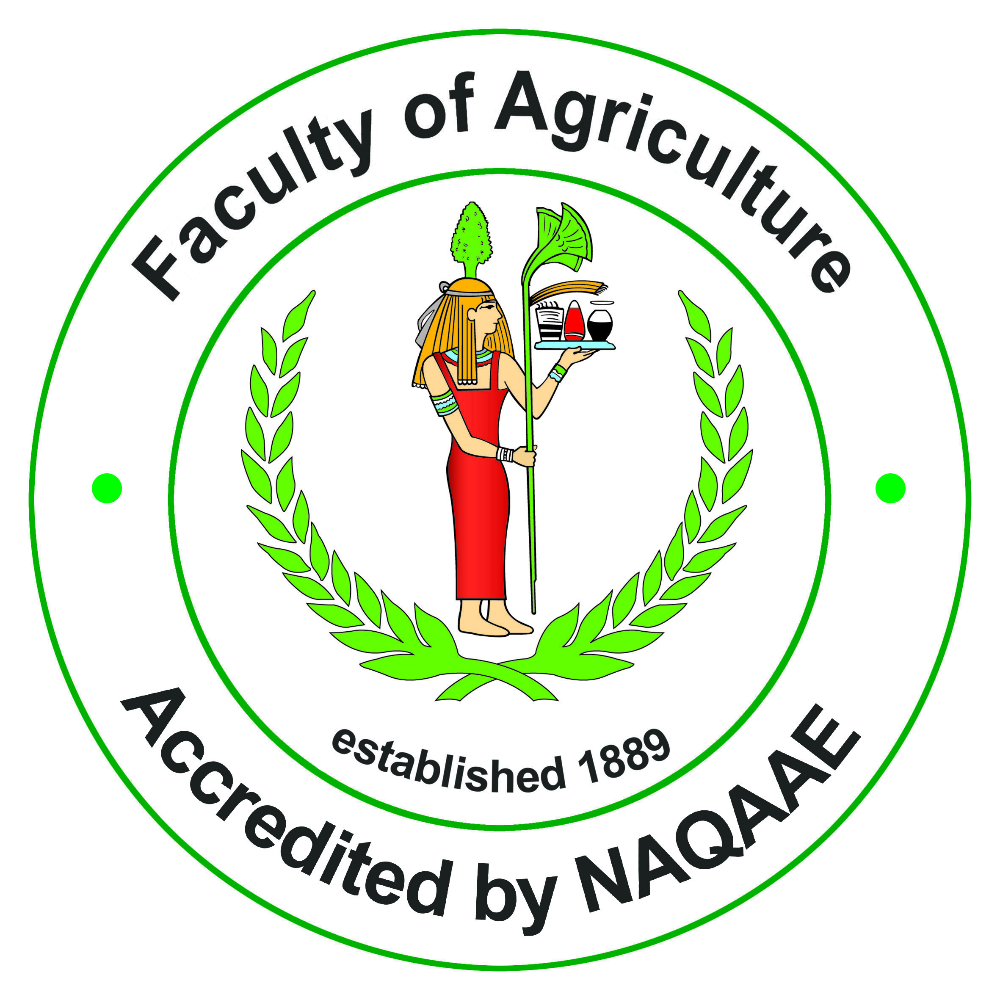 Faculty of Agriculture
established 1889
Accredited by NAQAAE